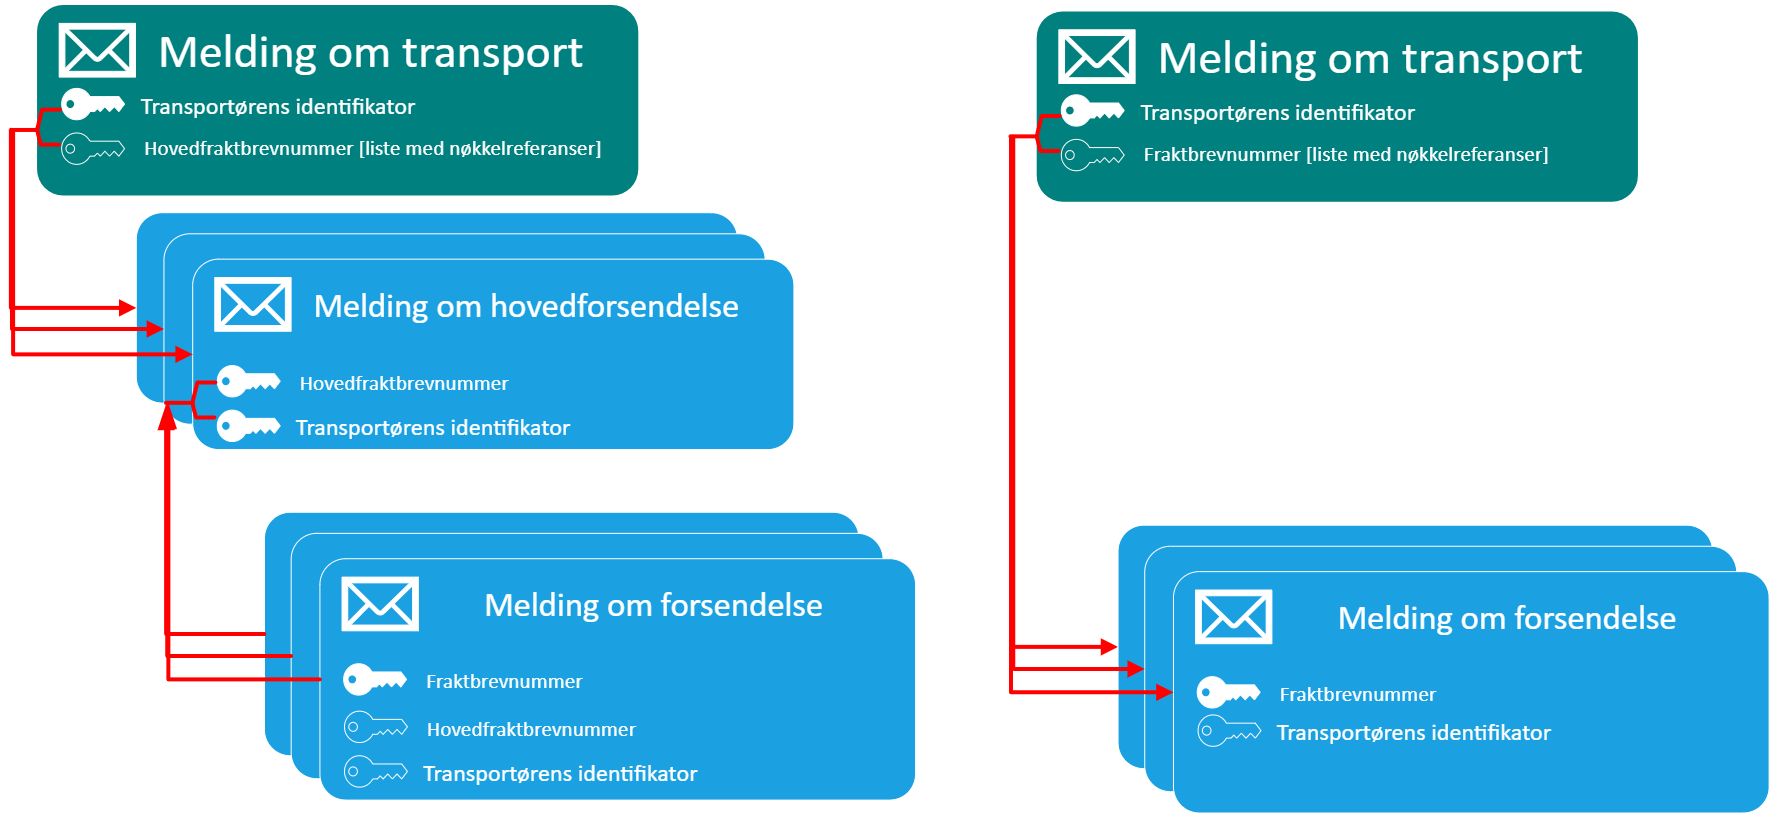 Melding om transport
Transportørens identifikator
Hovedfraktbrevnummer [liste med nøkkelreferanser]
Melding om hovedforsendelse
Hovedfraktbrevnummer
Transportørens identifikator
Melding om forsendelse
Fraktbrevnummer
Hovedfraktbrevnummer
Transportørens identifikator
Melding om transport
Transportørens identifikator
Fraktbrevnummer [liste med nøkkelreferanser]
Melding om forsendelse
Fraktbrevnummer
Transportørens identifikator